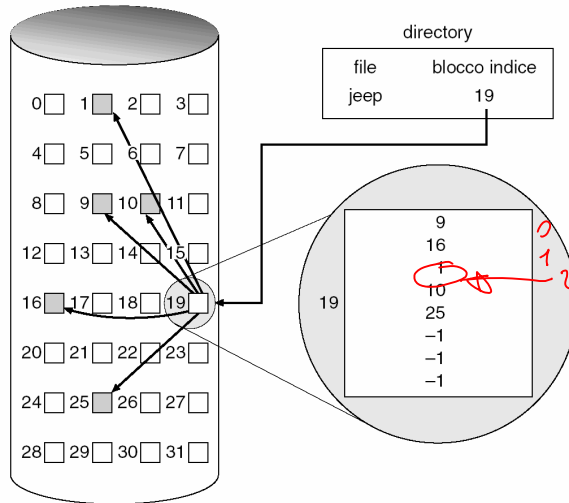 directory
file blocco indice
jeep 19
0 1 2 3
4 5 6 7
8 9 10 11
12 13 14 15
16 17 18 19
20 21 22 23
24 25 26 27
28 29 30 31
19
9 0
16 1
1 2
10
25
-1
-1
-1